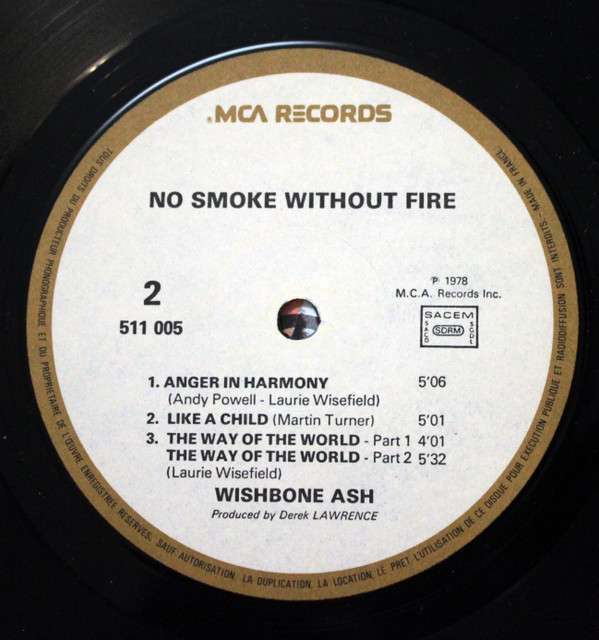 MCA RECORDS
NO SMOKE WITHOUT FIRE
2
511 005
℗ 1978
M.C.A. Records Inc.
SACEM
SACD
SDRM
SGDL
1. ANGER IN HARMONY 5'06
(Andy Powell - Laurie Wisefield)
2. LIKE A CHILD (Martin Turner) 5'01
3. THE WAY OF THE WORLD - Part 1 4'01
THE WAY OF THE WORLD - Part 2 5'32
(Laurie Wisefield)
WISHBONE ASH
Produced by Derek LAWRENCE
TOUS DROITS DU PRODUCTEUR PHONOGRAPHIQUE ET DU PROPRIETAIRE DE L'ŒUVRE ENREGISTRÉE RESERVES. SAUF AUTORISATION, LA DUPLICATION, LA LOCATION, LE PRET, L'UTILISATION DE CE DISQUE POUR EXECUTION PUBLIQUE ET RADIODIFFUSION SONT INTERDITS. - MADE IN FRANCE.